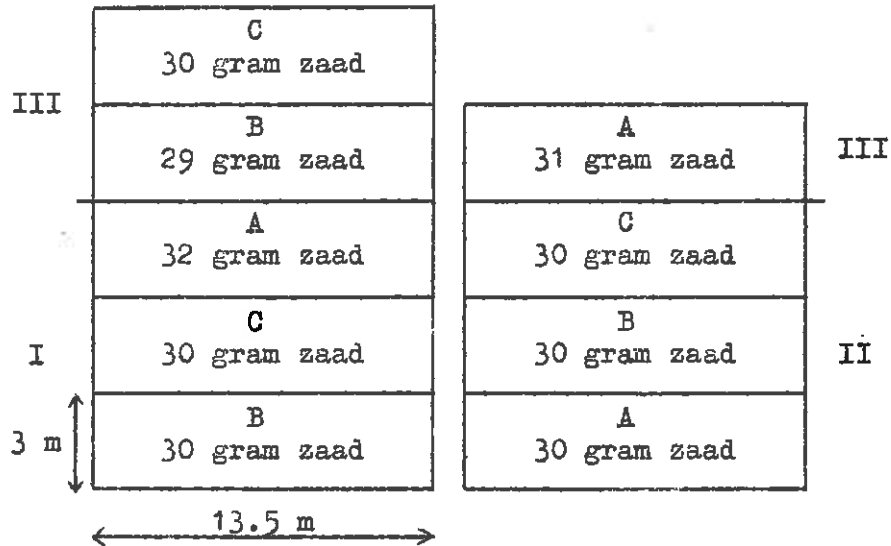 C
30 gram zaad
III
B
29 gram zaad
A
31 gram zaad
III
A
32 gram zaad
C
30 gram zaad
I
C
30 gram zaad
B
30 gram zaad
II
3 m
B
30 gram zaad
A
30 gram zaad
13.5 m